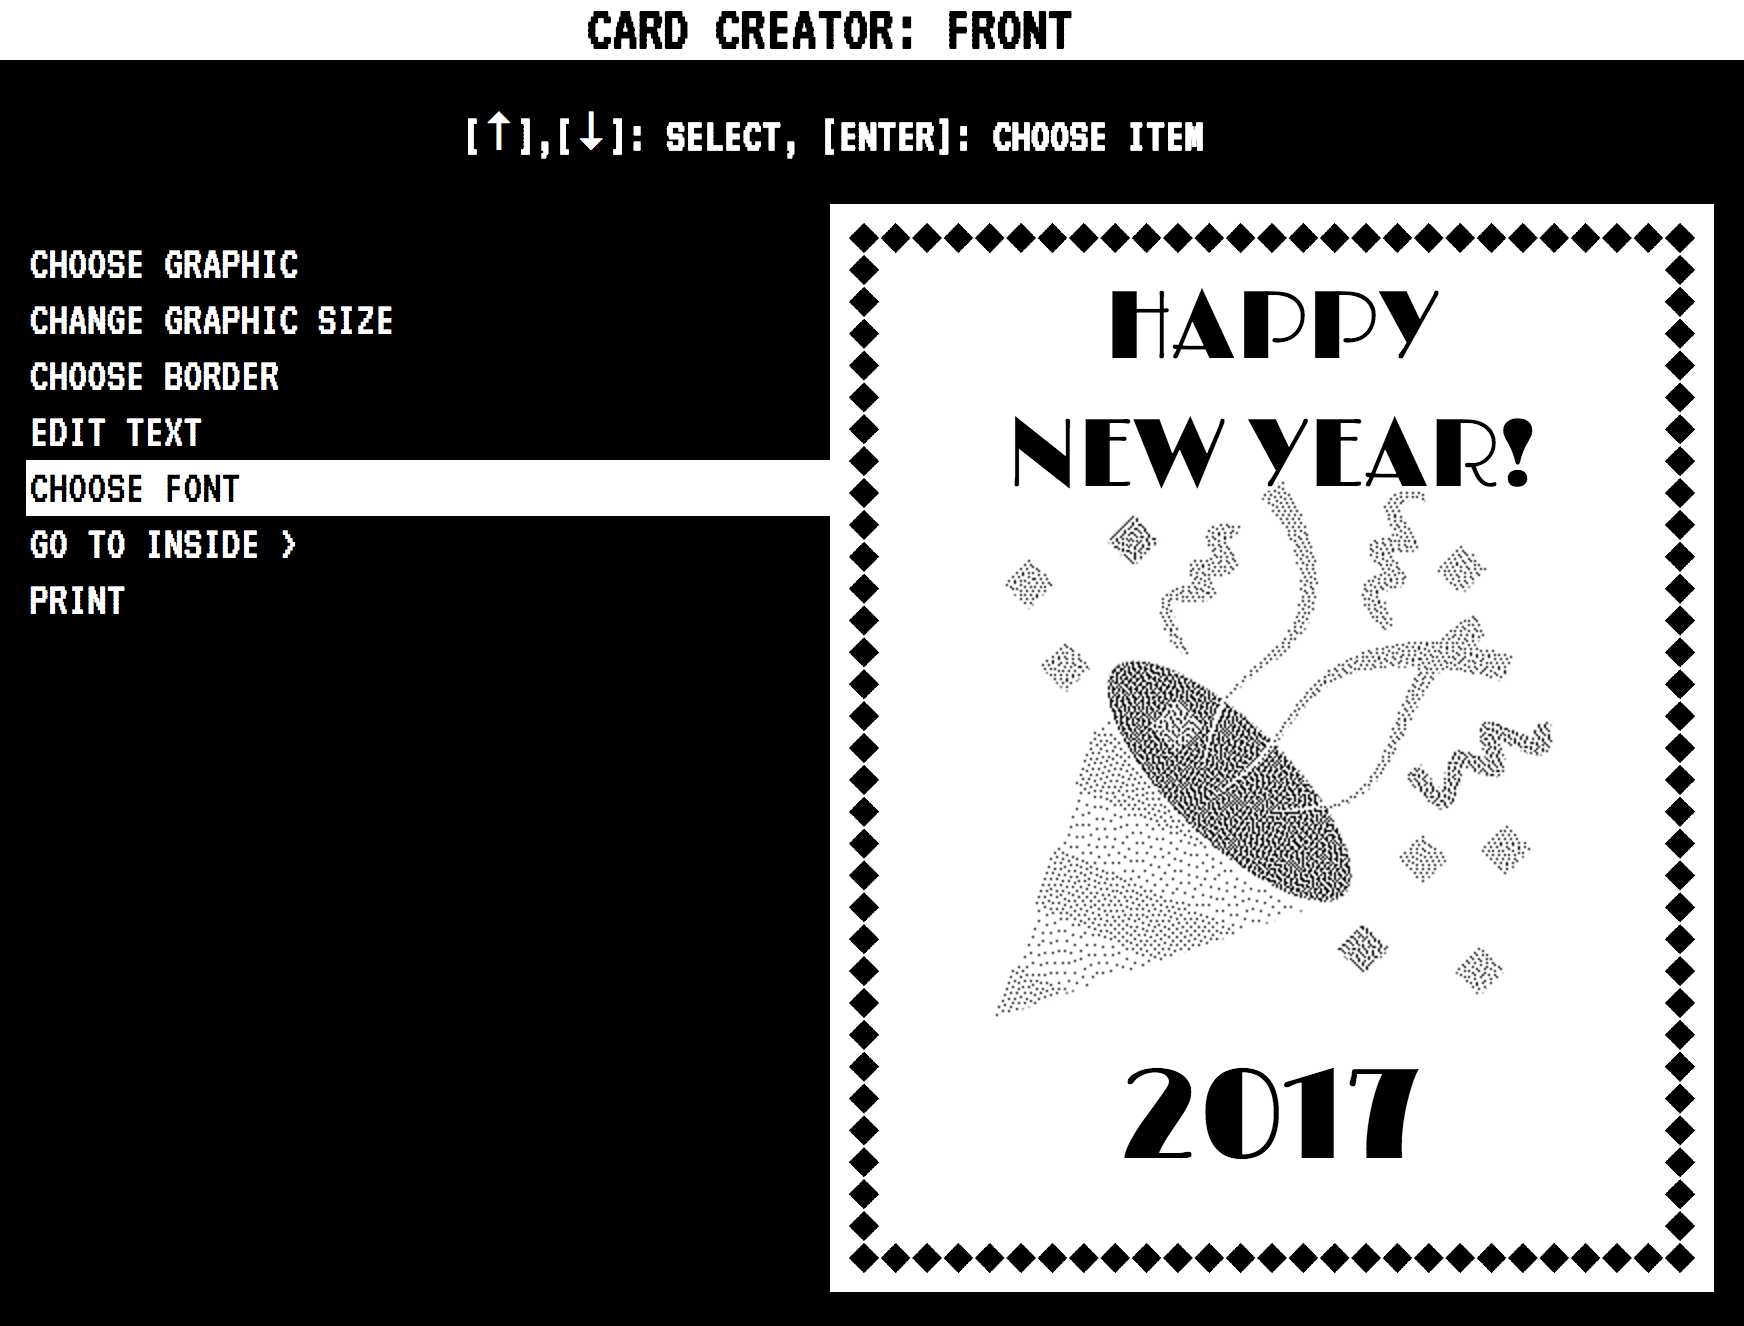 CARD CREATOR: FRONT
[↑],[↓]: SELECT, [ENTER]: CHOOSE ITEM
CHOOSE GRAPHIC
CHANGE GRAPHIC SIZE
CHOOSE BORDER
EDIT TEXT
CHOOSE FONT
GO TO INSIDE >
PRINT
HAPPY
NEW YEAR!
2017